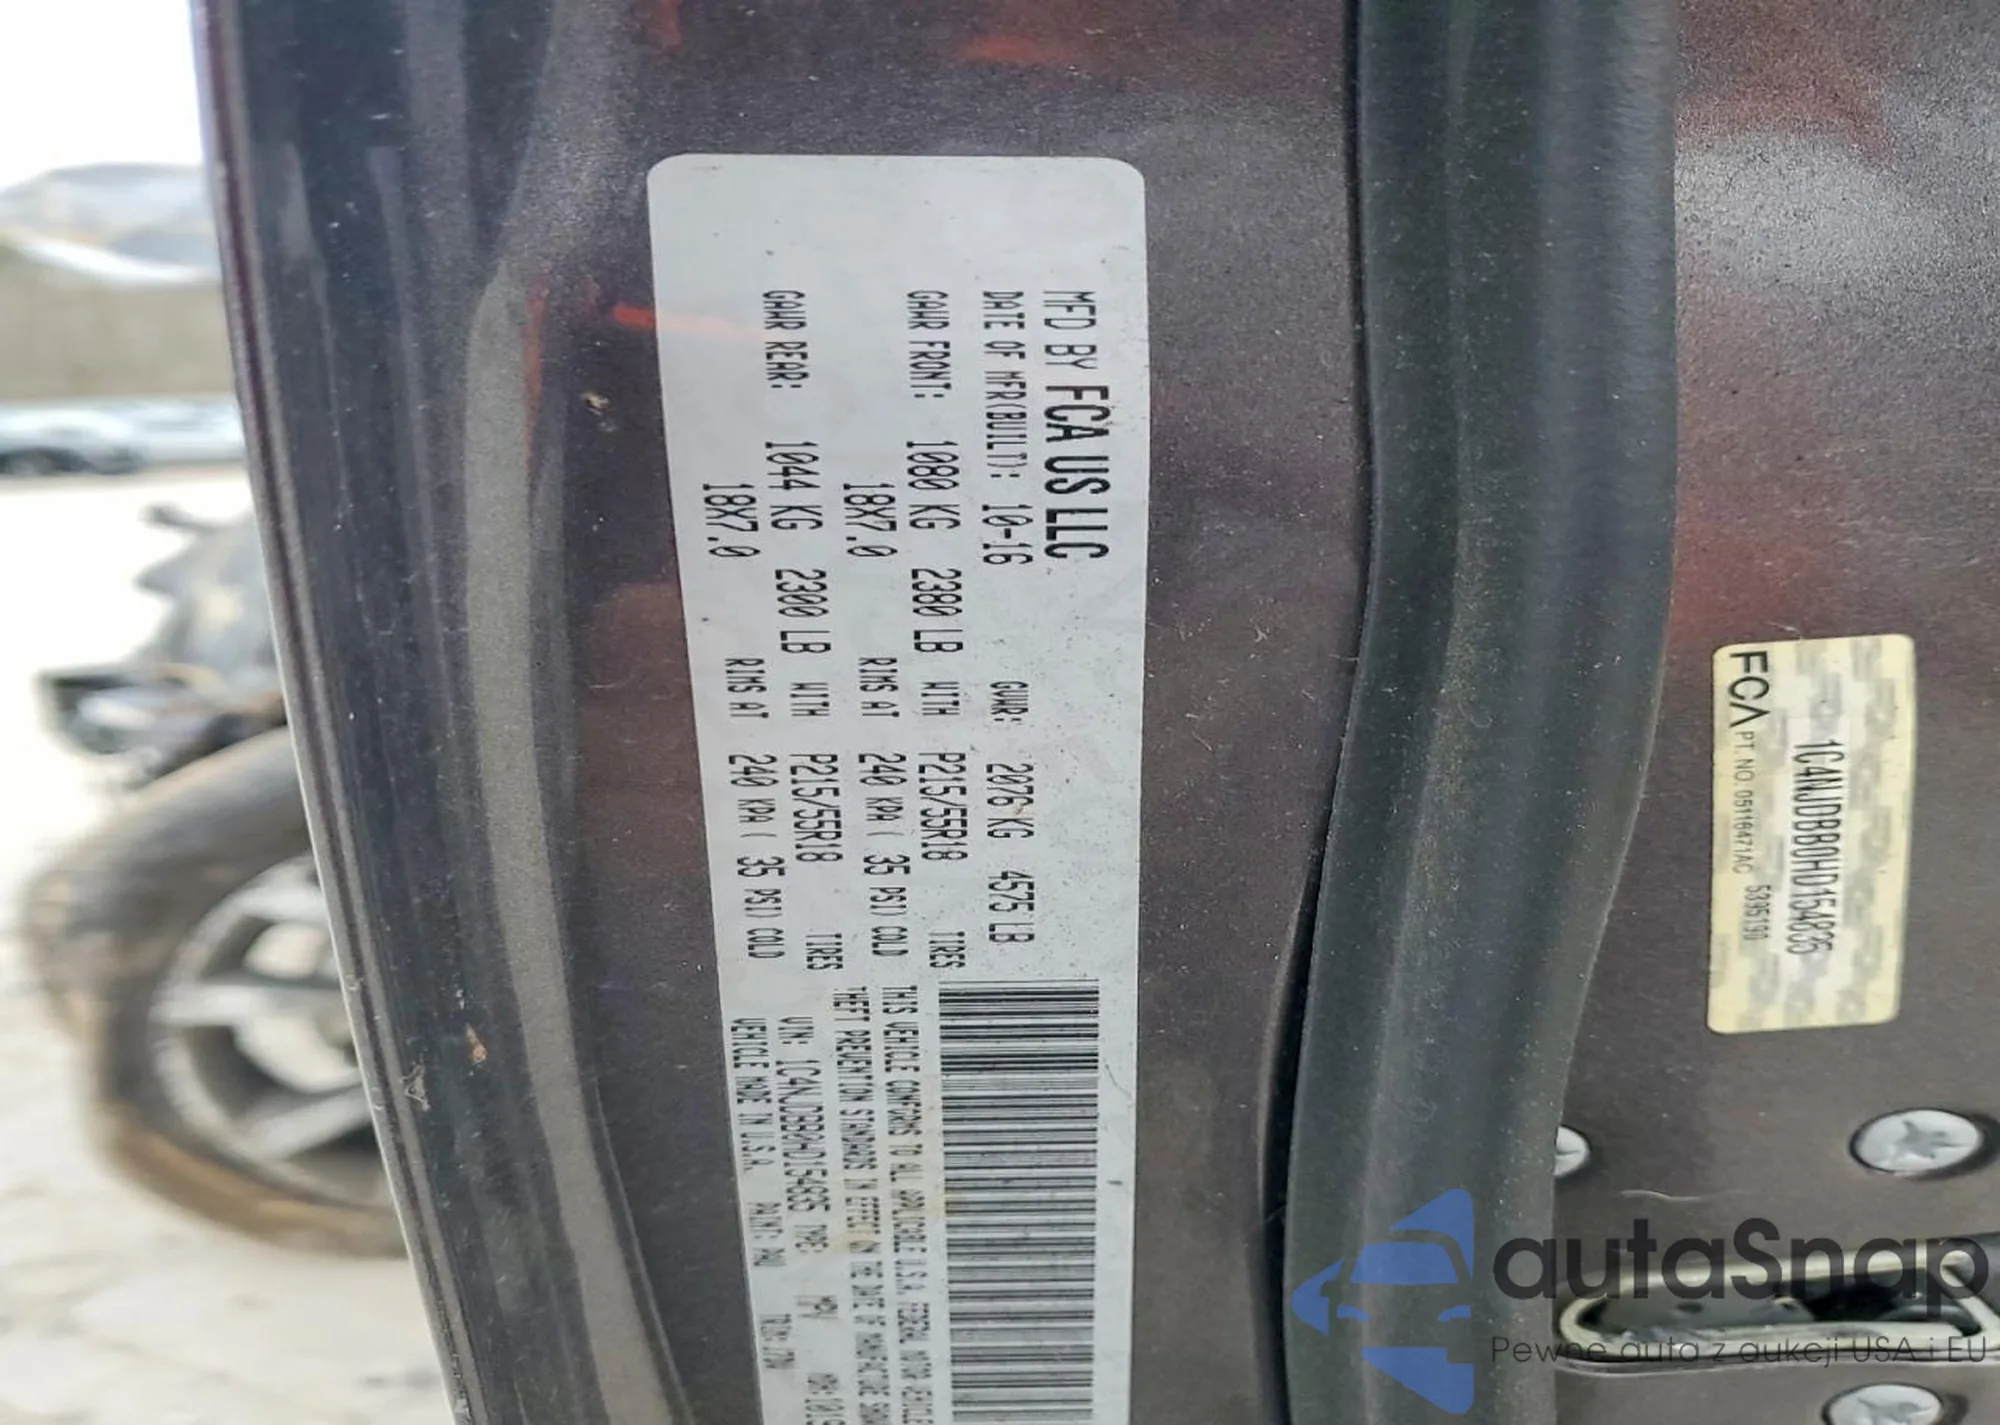 MFD BY FCA US LLC
DATE OF MFR(BUILT): 10-16 GVWR: 2076 KG 4575 LB
GAWR FRONT: 1080 KG 2380 LB WITH P215/55R18 TIRES
18X7.0 RIMS AT 240 KPA ( 35 PSI) COLD
GAWR REAR: 1044 KG 2300 LB WITH P215/55R18 TIRES
18X7.0 RIMS AT 240 KPA ( 35 PSI) COLD
THIS VEHICLE CONFORMS TO ALL APPLICABLE U.S.A. FEDERAL MOTOR VEHICLE
THEFT PREVENTION STANDARDS IN EFFECT ON THE DATE OF MANUFACTURE
VIN: 1C4NJDBB0HD154835 TYPE: MPV
VEHICLE MADE IN U.S.A. PAINT: PAU
FCA PT. NO. 05116471AC 5395190
1C4NJDBB0HD154835
autaSnap
Pewne auta z aukcji USA i EU